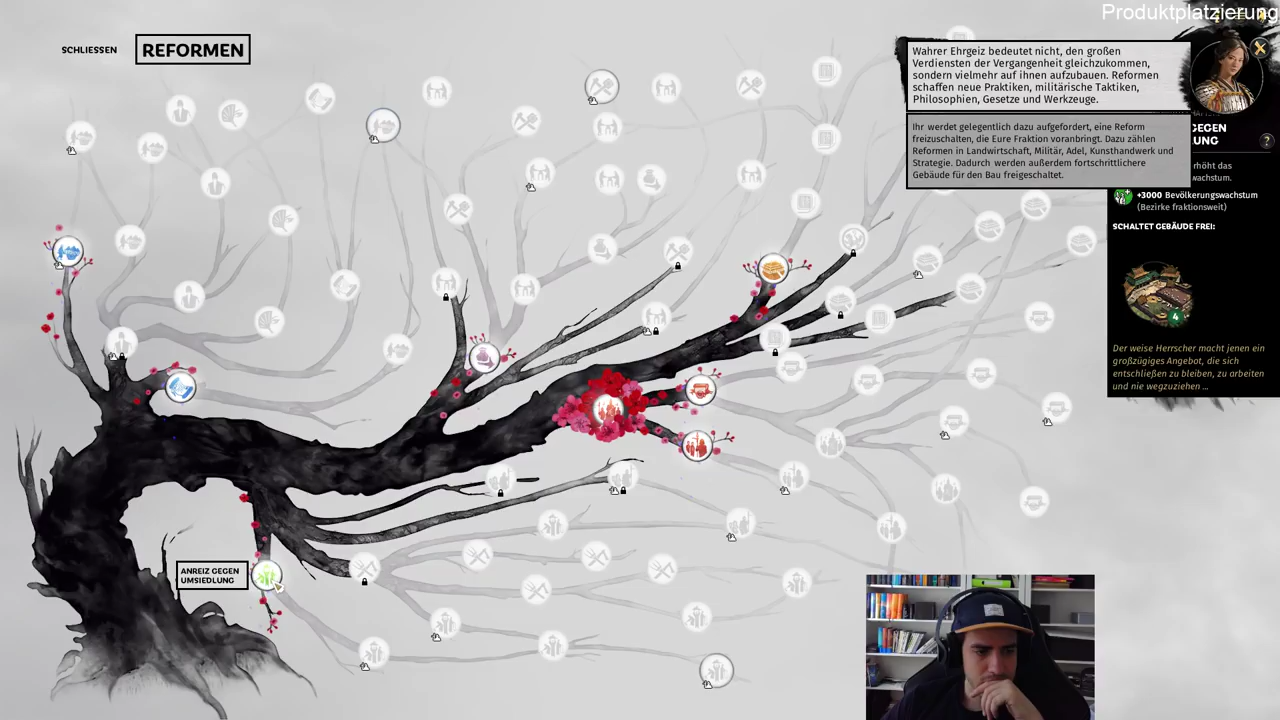 Produktplatzierung
SCHLIESSEN
REFORMEN
Wahrer Ehrgeiz bedeutet nicht, den großen
Verdiensten der Vergangenheit gleichzukommen,
sondern vielmehr auf ihnen aufzubauen. Reformen
schaffen neue Praktiken, militärische Taktiken,
Philosophien, Gesetze und Werkzeuge.
Ihr werdet gelegentlich dazu aufgefordert, eine Reform
freizuschalten, die Eure Fraktion voranbringt. Dazu zählen
Reformen in Landwirtschaft, Militär, Adel, Kunsthandwerk und
Strategie. Dadurch werden außerdem fortschrittlichere
Gebäude für den Bau freigeschaltet.
GEGEN
?
+3000 Bevölkerungswachstum
(Bezirke fraktionsweit)
SCHALTET GEBÄUDE FREI:
4
Der weise Herrscher macht jenen ein
großzügiges Angebot, die sich
entschließen zu bleiben, zu arbeiten
und nie wegzuziehen ...
ANREIZ GEGEN
UMSIEDLUNG